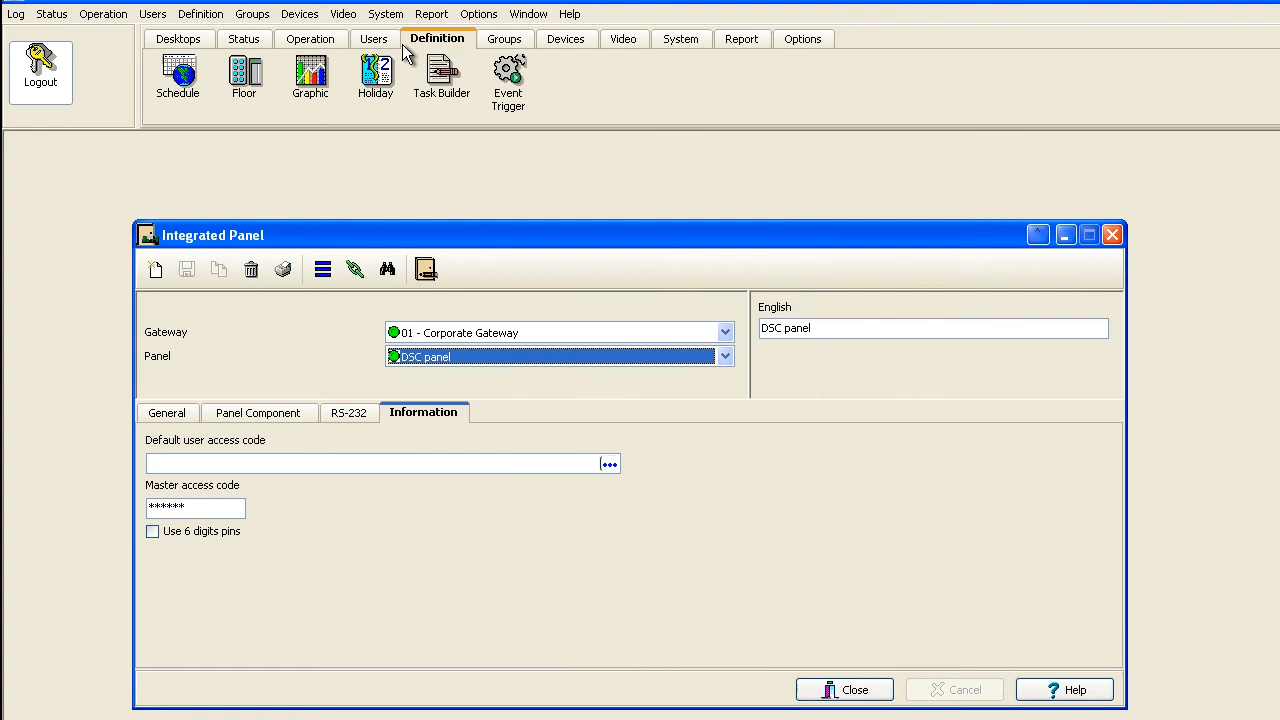 Log Status Operation Users Definition Groups Devices Video System Report Options Window Help
Desktops Status Operation Users Definition Groups Devices Video System Report Options
Logout
Schedule Floor Graphic Holiday Task Builder Event Trigger
Integrated Panel
English
Gateway 01 - Corporate Gateway DSC panel
Panel DSC panel
General Panel Component RS-232 Information
Default user access code
Master access code
******
Use 6 digits pins
Close Cancel Help